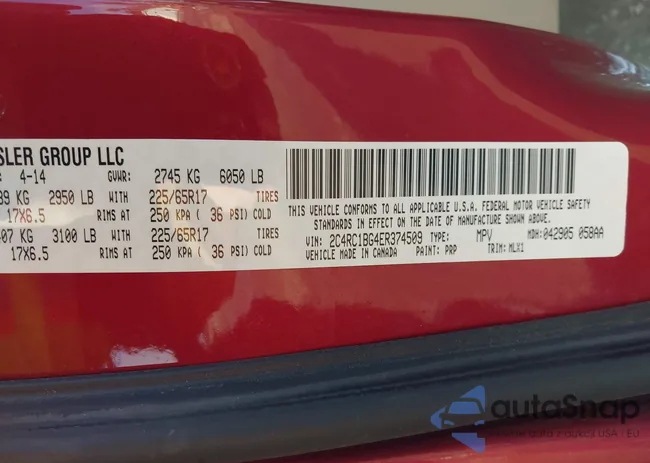 SLER GROUP LLC
: 4-14 GVWR: 2745 KG 6050 LB
39 KG 2950 LB WITH 225/65R17 TIRES
17X6.5 RIMS AT 250 KPA ( 36 PSI) COLD
07 KG 3100 LB WITH 225/65R17 TIRES
17X6.5 RIMS AT 250 KPA ( 36 PSI) COLD
THIS VEHICLE CONFORMS TO ALL APPLICABLE U.S.A. FEDERAL MOTOR VEHICLE SAFETY
STANDARDS IN EFFECT ON THE DATE OF MANUFACTURE SHOWN ABOVE.
VIN: 2C4RC1BG4ER374509 TYPE: MPV MDH: 042905 058AA
VEHICLE MADE IN CANADA PAINT: PRP TRIM: MLX1
autoSnap
USA | EU